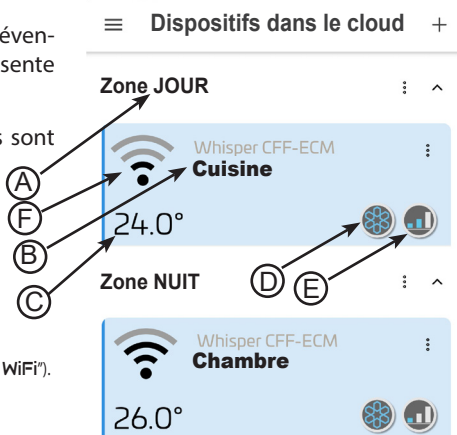 éven-
sente
s sont
WiFi").
Dispositifs dans le cloud +
Zone JOUR
Whisper CFF-ECM
Cuisine
24.0°
A
F
B
C
D
E
Zone NUIT
Whisper CFF-ECM
Chambre
26.0°